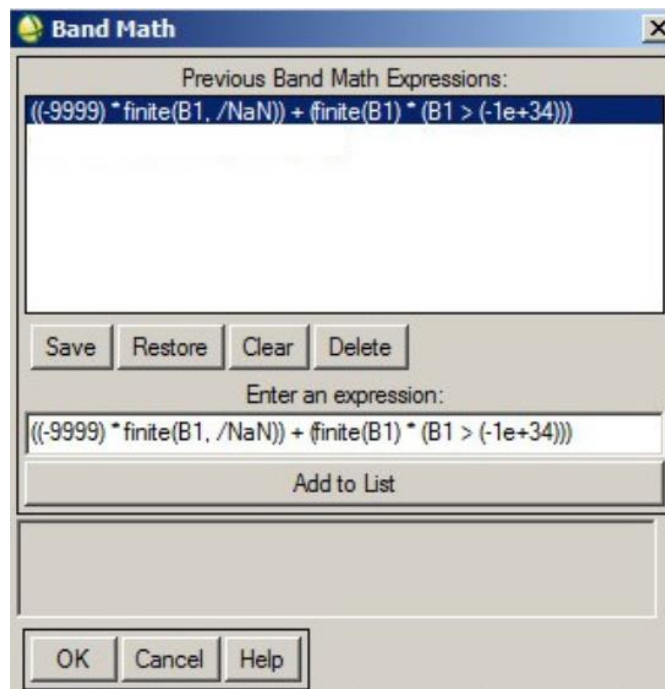 Band Math
Previous Band Math Expressions:
((-9999) * finite(B1, /NaN)) + (finite(B1) * (B1 > (-1e+34)))
Save Restore Clear Delete
Enter an expression:
((-9999) * finite(B1, /NaN)) + (finite(B1) * (B1 > (-1e+34)))
Add to List
OK Cancel Help